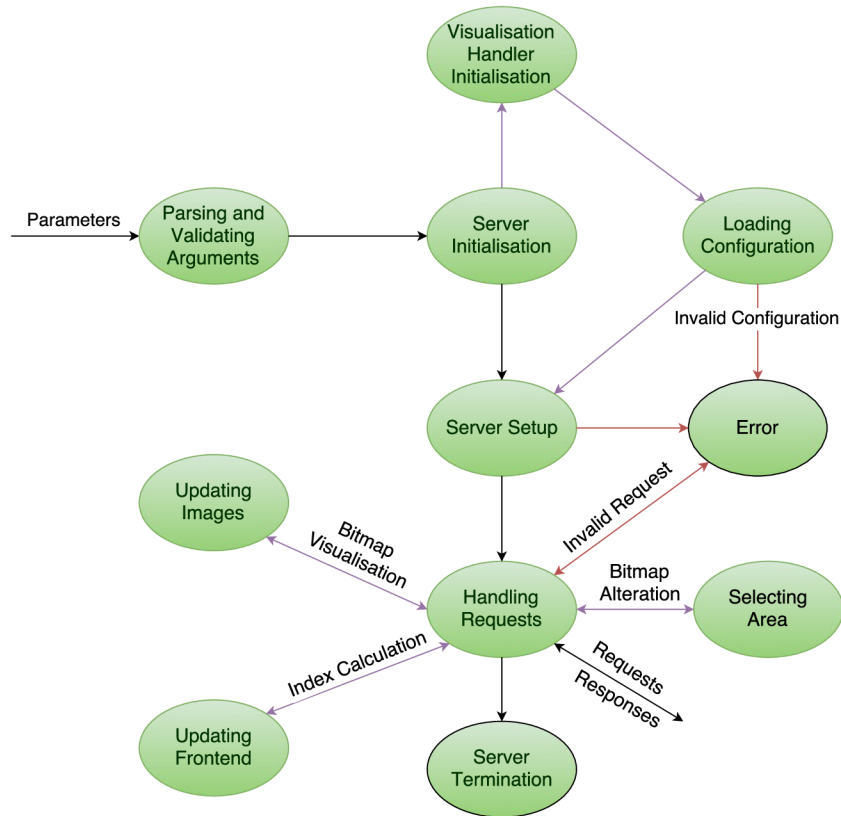 Visualisation
Handler
Initialisation
Parameters
Parsing and
Validating
Arguments
Server
Initialisation
Loading
Configuration
Invalid Configuration
Server Setup
Error
Updating
Images
Bitmap
Visualisation
Invalid Request
Handling
Requests
Bitmap
Alteration
Selecting
Area
Index Calculation
Requests
Responses
Updating
Frontend
Server
Termination